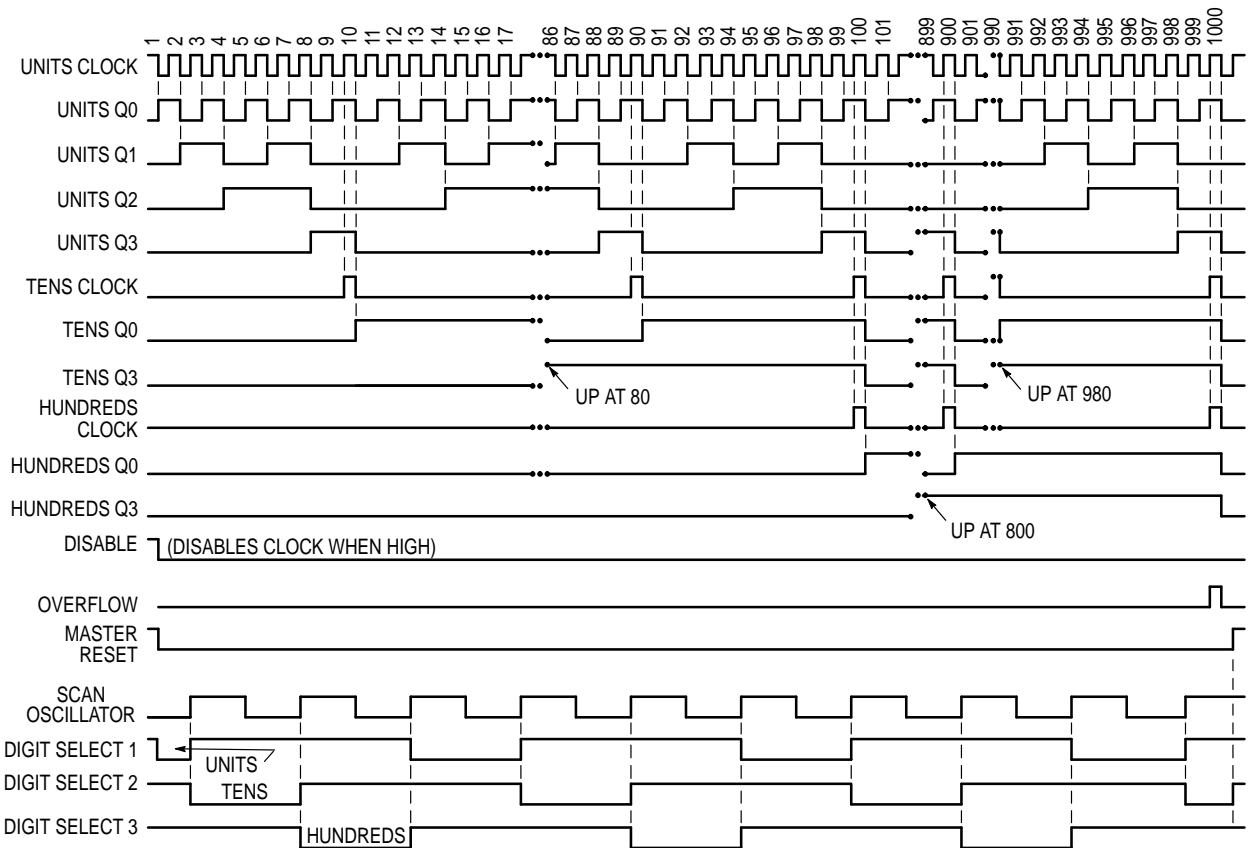 1 2 3 4 5 6 7 8 9 10 11 12 13 14 15 16 17 86 87 88 89 90 91 92 93 94 95 96 97 98 99 100 101 899 900 901 990 991 992 993 994 995 996 997 998 999 1000
UNITS CLOCK
UNITS Q0
UNITS Q1
UNITS Q2
UNITS Q3
TENS CLOCK
TENS Q0
TENS Q3
UP AT 80
UP AT 980
HUNDREDS
CLOCK
HUNDREDS Q0
HUNDREDS Q3
UP AT 800
DISABLE (DISABLES CLOCK WHEN HIGH)
OVERFLOW
MASTER
RESET
SCAN
OSCILLATOR
DIGIT SELECT 1
UNITS
DIGIT SELECT 2 TENS
DIGIT SELECT 3 HUNDREDS